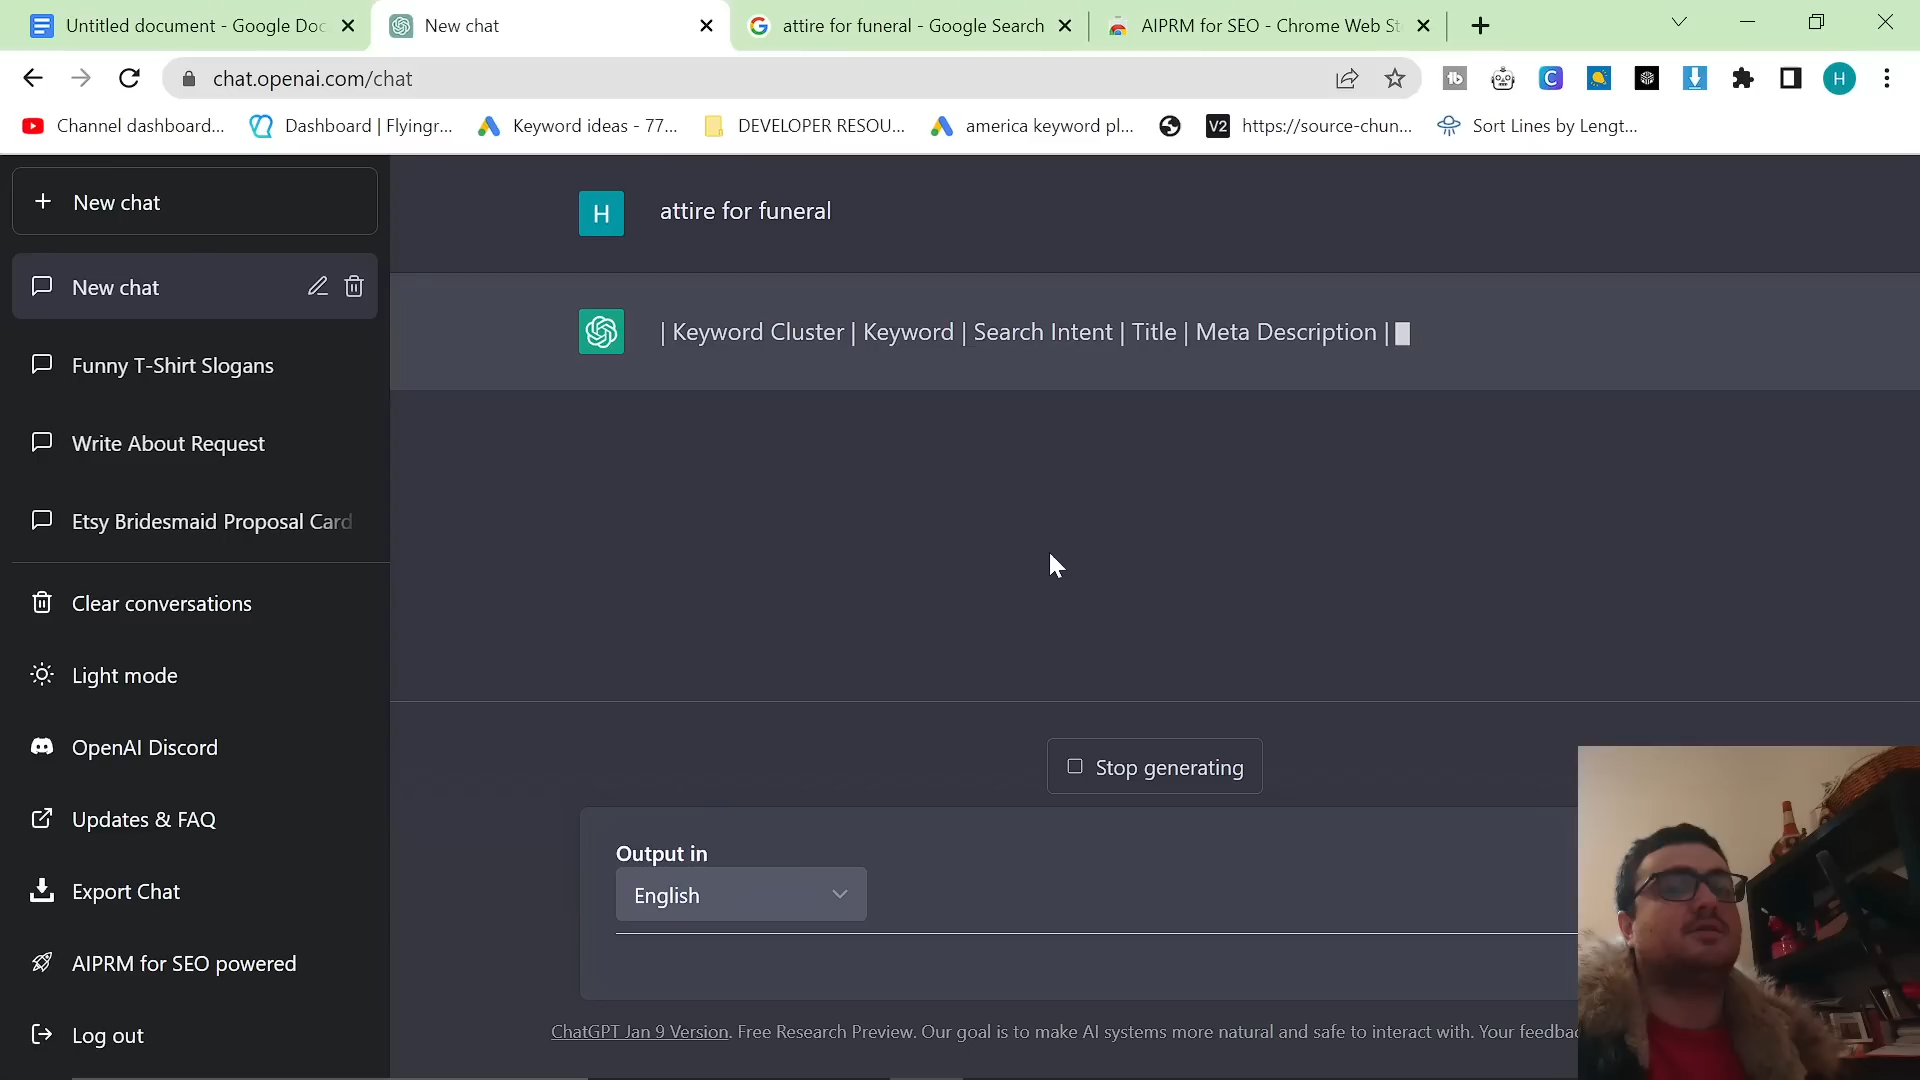 Untitled document - Google Doc
New chat
attire for funeral - Google Search
AIPRM for SEO - Chrome Web St
chat.openai.com/chat
H
Channel dashboard...
Dashboard | Flyingr...
Keyword ideas - 77...
DEVELOPER RESOU...
america keyword pl...
V2
https://source-chun...
Sort Lines by Lengt...
New chat
New chat
Funny T-Shirt Slogans
Write About Request
Etsy Bridesmaid Proposal Card
Clear conversations
Light mode
OpenAI Discord
Updates & FAQ
Export Chat
AIPRM for SEO powered
Log out
H
attire for funeral
| Keyword Cluster | Keyword | Search Intent | Title | Meta Description |
Stop generating
Output in
English
ChatGPT Jan 9 Version. Free Research Preview. Our goal is to make AI systems more natural and safe to interact with. Your feedbac